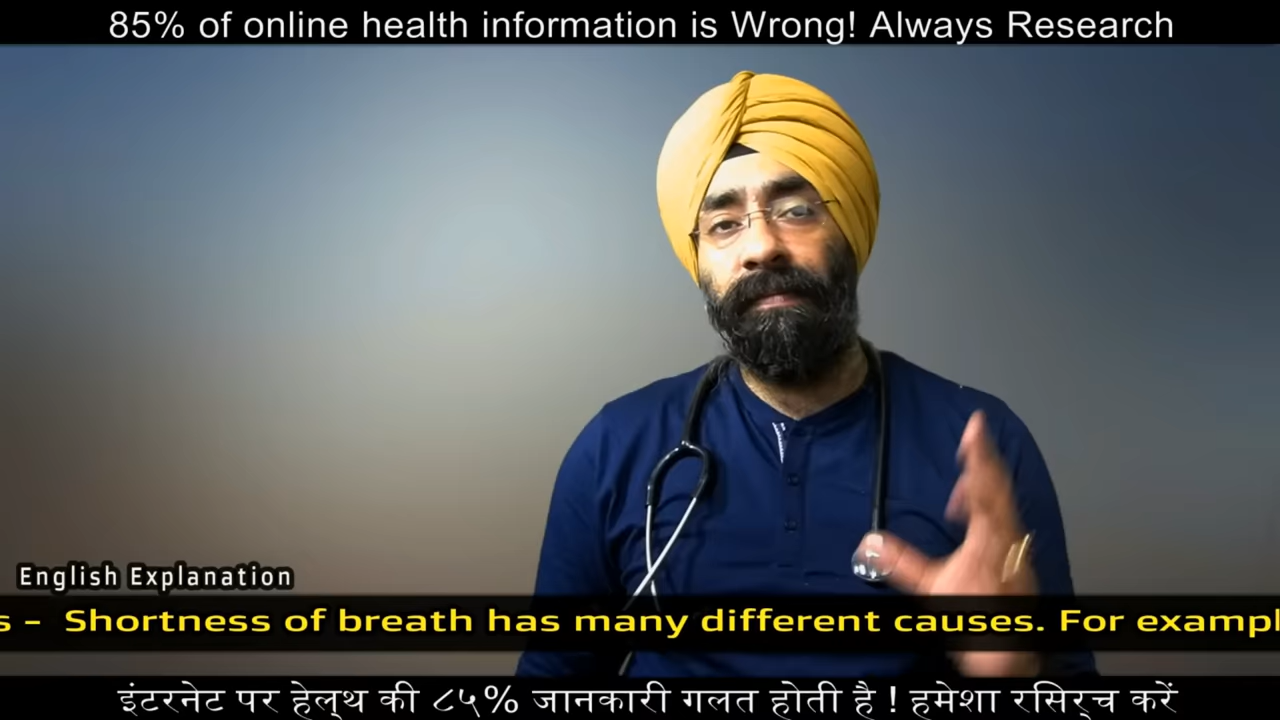 85% of online health information is Wrong! Always Research
English Explanation
s - Shortness of breath has many different causes. For exampl
इंटरनेट पर हेल्थ की ८५% जानकारी गलत होती है ! हमेशा रसिर्च करें